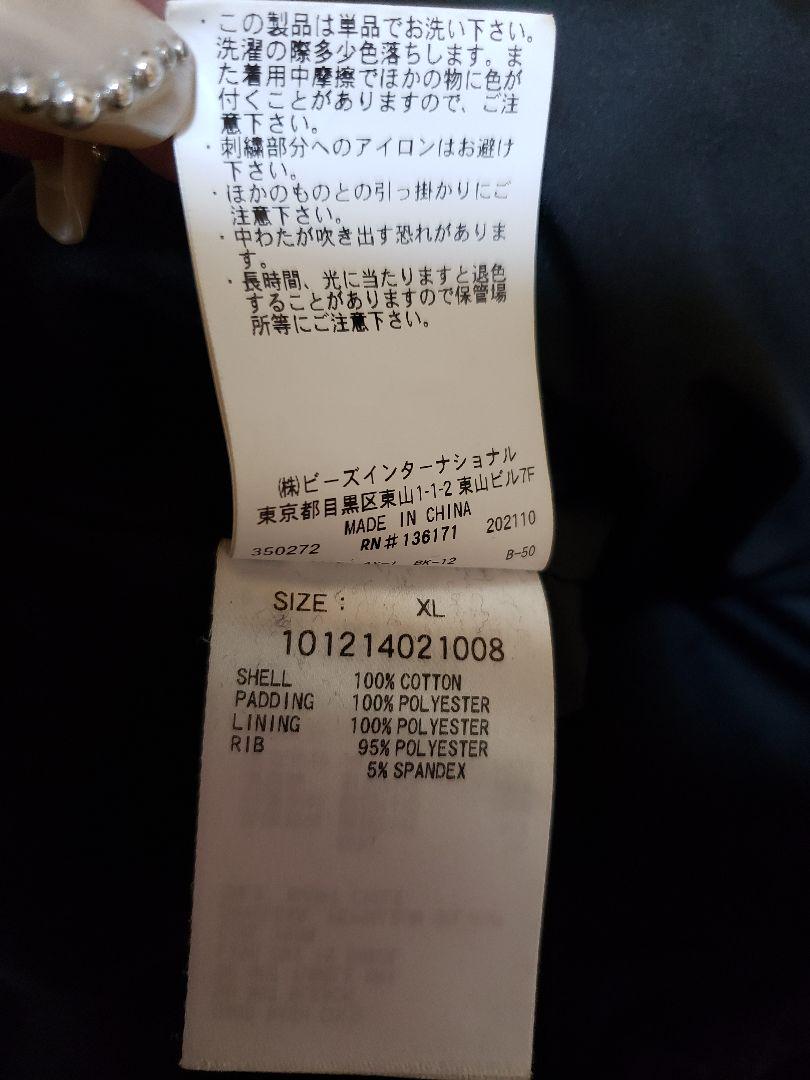 ・この製品は単品でお洗い下さい。
洗濯の際多少色落ちします。ま
た着用中摩擦でほかの物に色が
付くことがありますので、ご注
意下さい。
・刺繍部分へのアイロンはお避け
下さい。
・ほかのものとの引っ掛かりにご
注意下さい。
・中わたが吹き出す恐れがありま
す。
・長時間、光に当たりますと退色
することがありますので保管場
所等にご注意下さい。
(株)ビーズインターナショナル
東京都目黒区東山1-1-2 東山ビル7F
MADE IN CHINA
350272 RN#136171 202110
BK-12 B-50
SIZE: XL
101214021008
SHELL 100% COTTON
PADDING 100% POLYESTER
LINING 100% POLYESTER
RIB 95% POLYESTER
5% SPANDEX